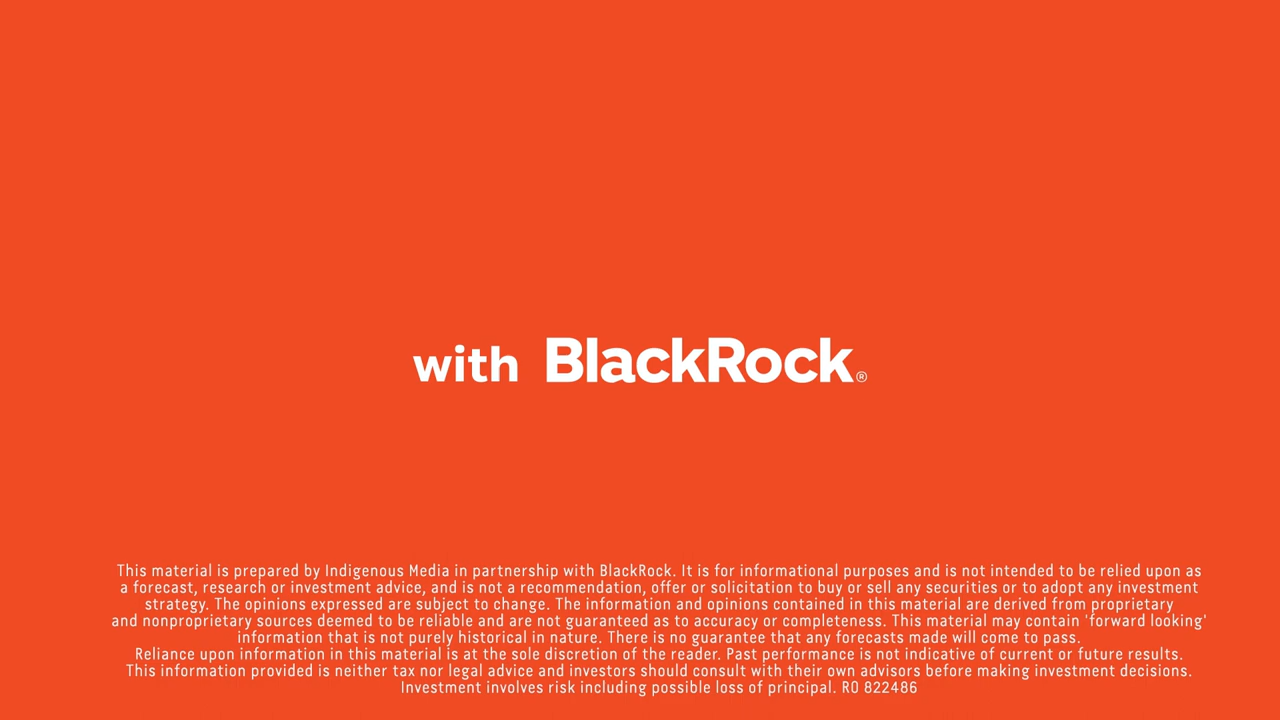 with BlackRock®
This material is prepared by Indigenous Media in partnership with BlackRock. It is for informational purposes and is not intended to be relied upon as
a forecast, research or investment advice, and is not a recommendation, offer or solicitation to buy or sell any securities or to adopt any investment
strategy. The opinions expressed are subject to change. The information and opinions contained in this material are derived from proprietary
and nonproprietary sources deemed to be reliable and are not guaranteed as to accuracy or completeness. This material may contain 'forward looking'
information that is not purely historical in nature. There is no guarantee that any forecasts made will come to pass.
Reliance upon information in this material is at the sole discretion of the reader. Past performance is not indicative of current or future results.
This information provided is neither tax nor legal advice and investors should consult with their own advisors before making investment decisions.
Investment involves risk including possible loss of principal. RO 822486